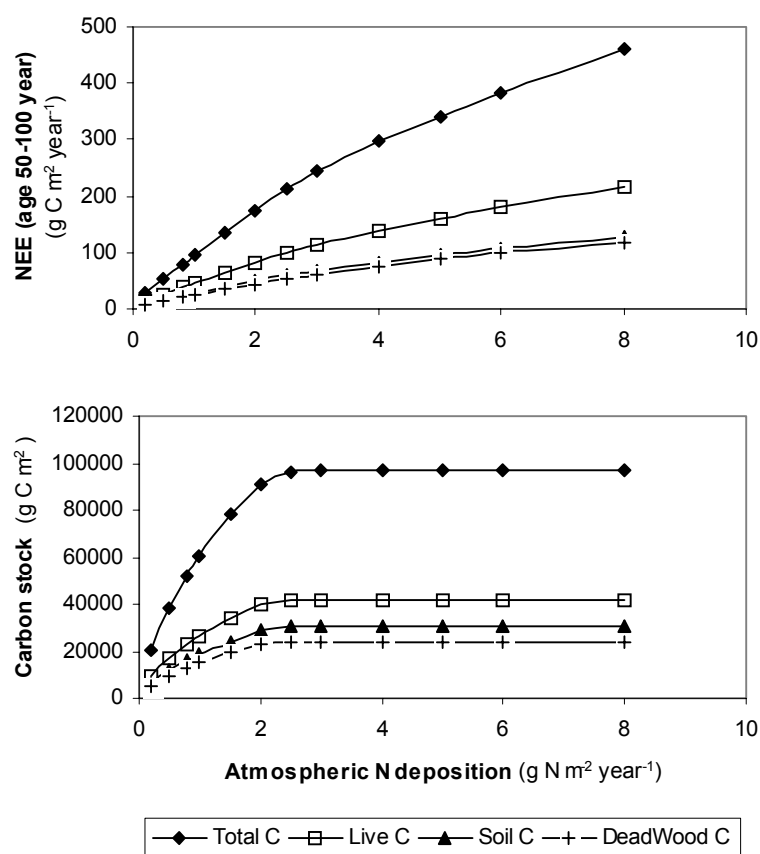 500
400
300
200
100
0
NEE (age 50-100 year)
(g C m² year⁻¹)
0 2 4 6 8 10
120000
100000
80000
60000
40000
20000
0
Carbon stock (g C m²)
0 2 4 6 8 10
Atmospheric N deposition (g N m⁻² year⁻¹)
Total C Live C Soil C DeadWood C